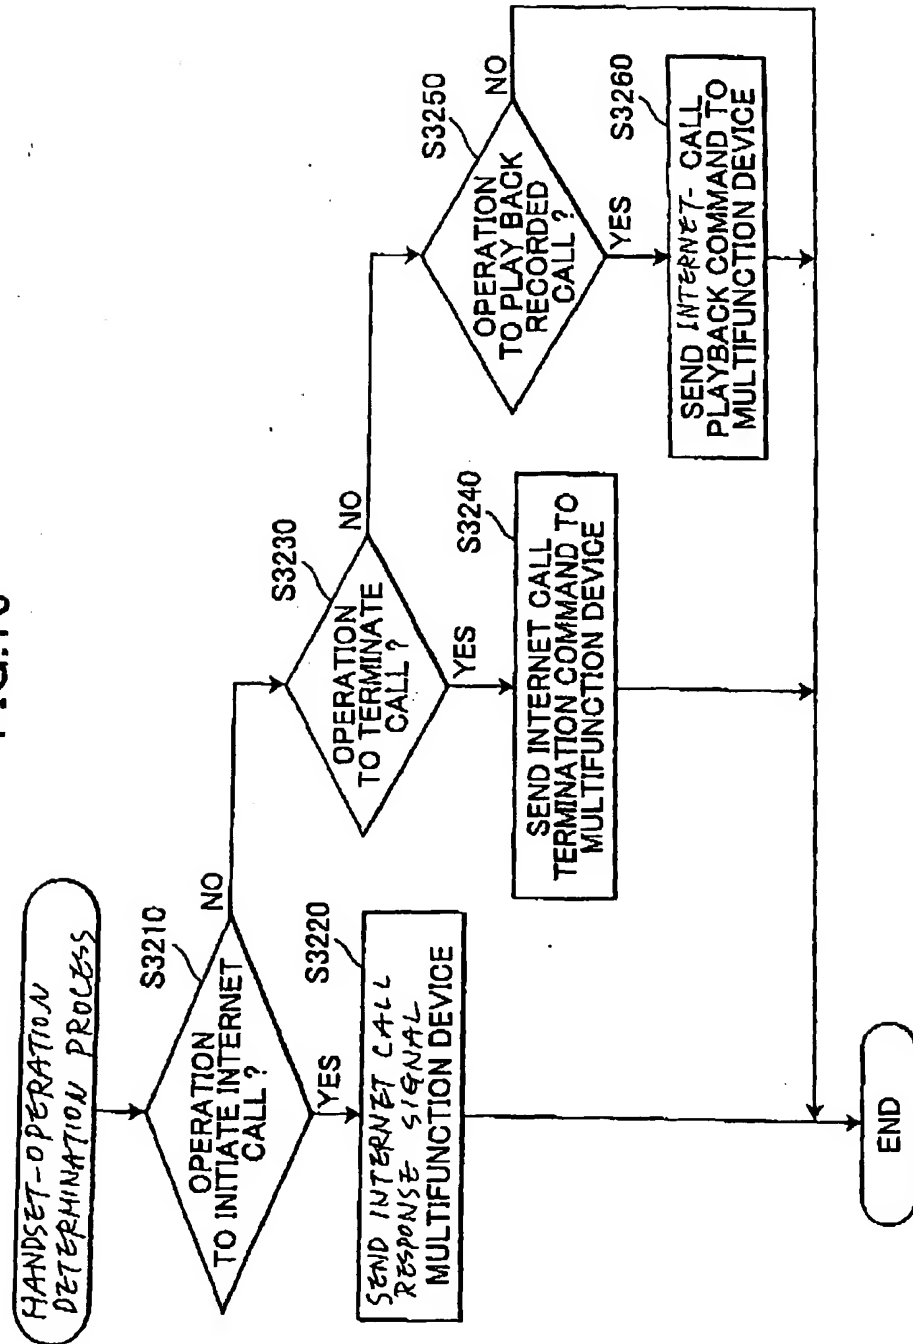 HANDSET-OPERATION
DETERMINATION PROCESS
S3210
OPERATION
TO INITIATE INTERNET
CALL ?
NO
YES
S3220
SEND INTERNET CALL
RESPONSE SIGNAL
MULTIFUNCTION DEVICE
S3230
OPERATION
TO TERMINATE
CALL ?
NO
YES
S3240
SEND INTERNET CALL
TERMINATION COMMAND TO
MULTIFUNCTION DEVICE
S3250
OPERATION
TO PLAY BACK
RECORDED
CALL ?
NO
YES
S3260
SEND INTERNET- CALL
PLAYBACK COMMAND TO
MULTIFUNCTION DEVICE
END